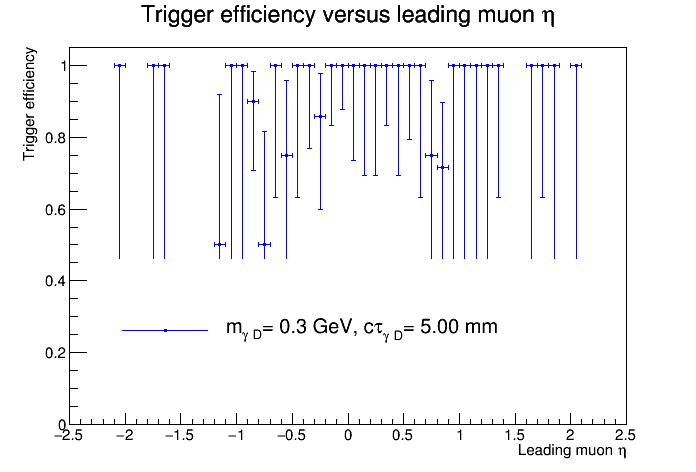 Trigger efficiency versus leading muon η
Trigger efficiency
1
0.8
0.6
0.4
0.2
0
m_γ D= 0.3 GeV, cτ_γ D= 5.00 mm
−2.5 −2 −1.5 −1 −0.5 0 0.5 1 1.5 2 2.5
Leading muon η